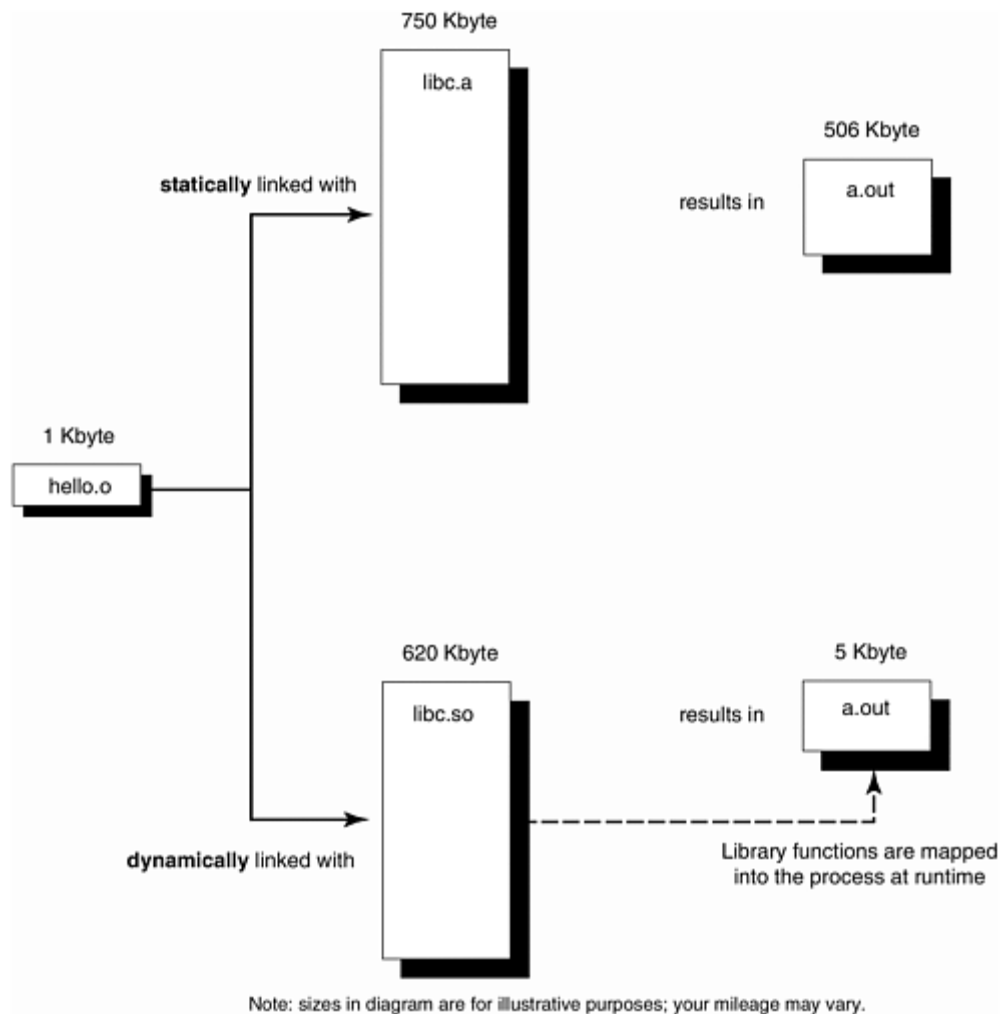 750 Kbyte
libc.a
506 Kbyte
a.out
statically linked with
results in
1 Kbyte
hello.o
620 Kbyte
libc.so
5 Kbyte
a.out
results in
dynamically linked with
Library functions are mapped
into the process at runtime
Note: sizes in diagram are for illustrative purposes; your mileage may vary.